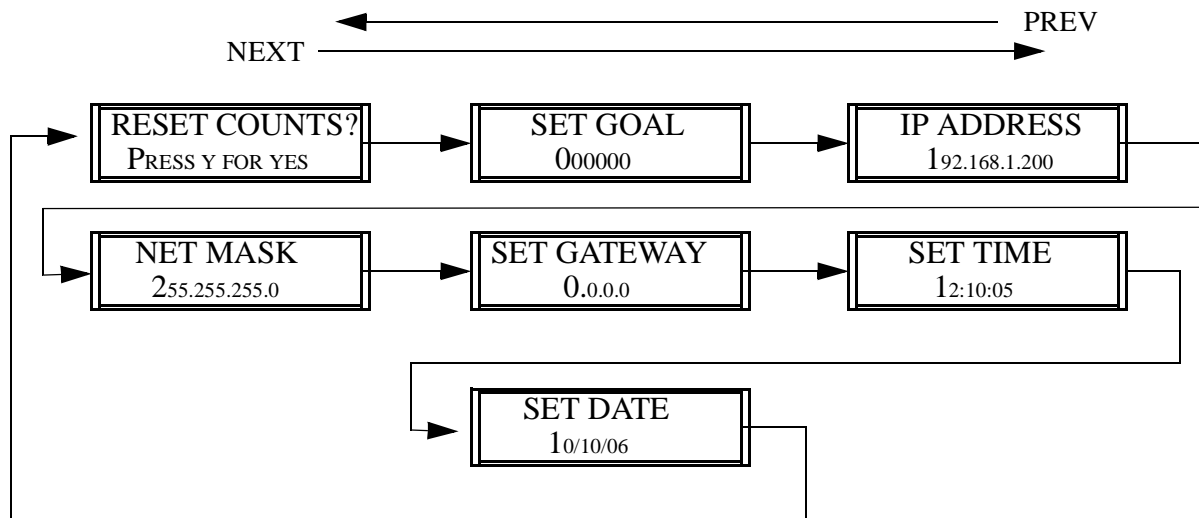 PREV
NEXT
RESET COUNTS?
PRESS Y FOR YES
SET GOAL
000000
IP ADDRESS
192.168.1.200
NET MASK
255.255.255.0
SET GATEWAY
0.0.0.0
SET TIME
12:10:05
SET DATE
10/10/06